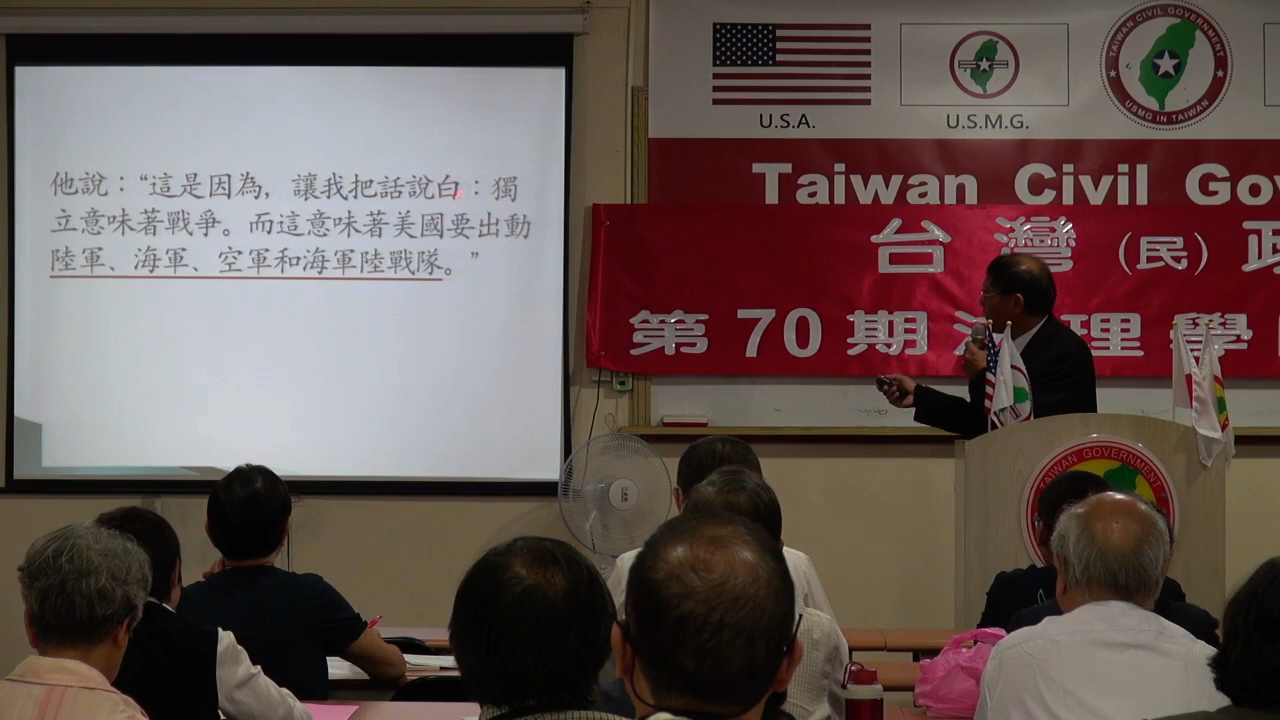 他說：“這是因為，讓我把話說白：獨
立意味著戰爭。而這意味著美國要出動
陸軍、海軍、空軍和海軍陸戰隊。”
U.S.A.
U.S.M.G.
TAIWAN CIVIL GOVERNMENT
USMG IN TAIWAN
Taiwan Civil Go
台灣（民）政
第70期法理學
TAIWAN GOVERNMENT